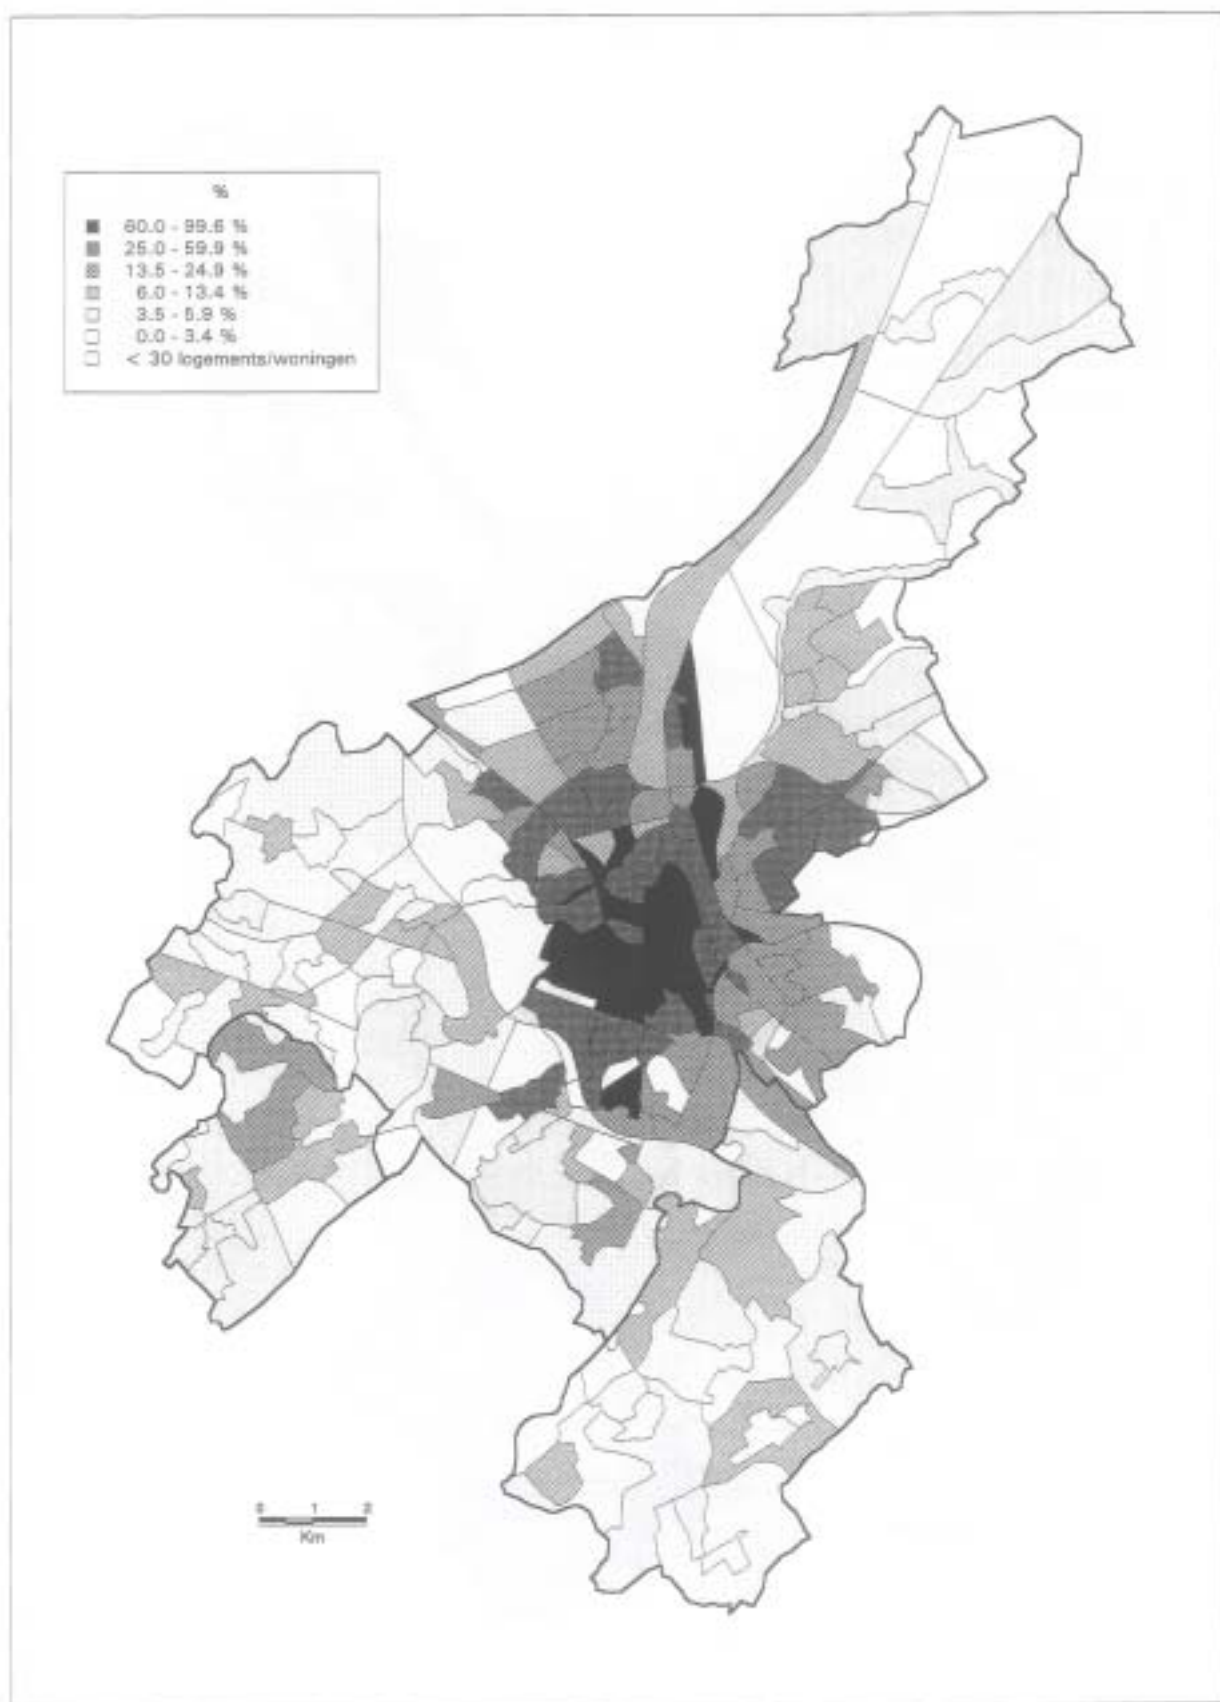 %
60.0 - 99.6 %
25.0 - 59.9 %
13.5 - 24.9 %
6.0 - 13.4 %
3.5 - 5.9 %
0.0 - 3.4 %
< 30 logements/woningen
0 1 2
Km